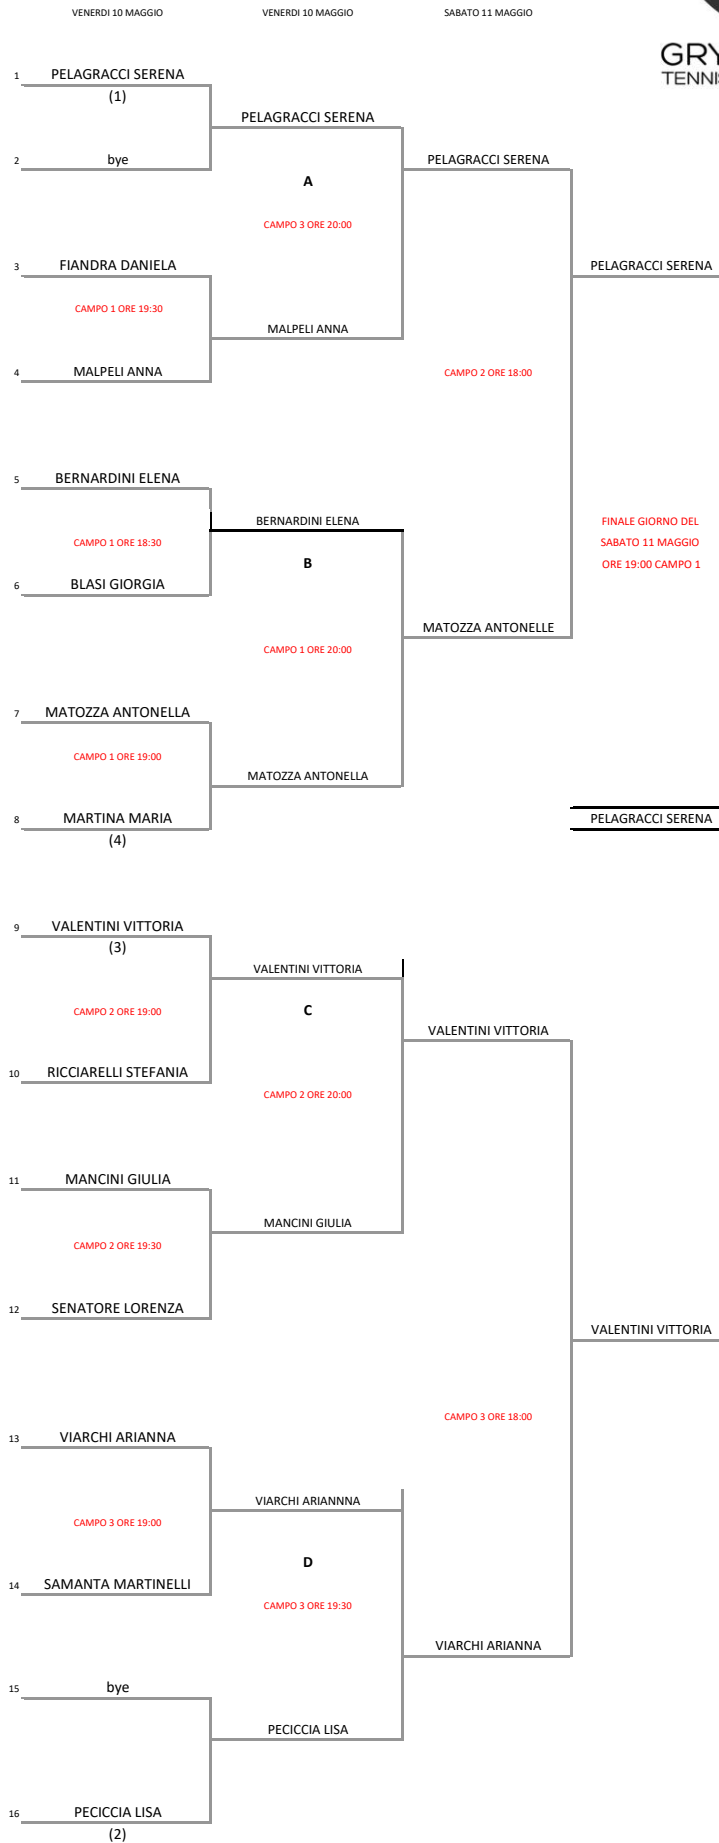 VENERDI 10 MAGGIO VENERDI 10 MAGGIO SABATO 11 MAGGIO
TENNIS
1 PELAGRACCI SERENA
(1)
PELAGRACCI SERENA
2 bye
PELAGRACCI SERENA
A
CAMPO 3 ORE 20:00
3 FIANDRA DANIELA
PELAGRACCI SERENA
CAMPO 1 ORE 19:30
MALPELI ANNA
4 MALPELI ANNA
CAMPO 2 ORE 18:00
5 BERNARDINI ELENA
BERNARDINI ELENA
FINALE GIORNO DEL
CAMPO 1 ORE 18:30
SABATO 11 MAGGIO
B
ORE 19:00 CAMPO 1
6 BLASI GIORGIA
MATOZZA ANTONELLE
CAMPO 1 ORE 20:00
7 MATOZZA ANTONELLA
CAMPO 1 ORE 19:00
MATOZZA ANTONELLA
8 MARTINA MARIA
PELAGRACCI SERENA
(4)
9 VALENTINI VITTORIA
(3)
VALENTINI VITTORIA
CAMPO 2 ORE 19:00
C
VALENTINI VITTORIA
10 RICCIARELLI STEFANIA
CAMPO 2 ORE 20:00
11 MANCINI GIULIA
MANCINI GIULIA
CAMPO 2 ORE 19:30
12 SENATORE LORENZA
VALENTINI VITTORIA
CAMPO 3 ORE 18:00
13 VIARCHI ARIANNA
VIARCHI ARIANNNA
CAMPO 3 ORE 19:00
D
14 SAMANTA MARTINELLI
CAMPO 3 ORE 19:30
VIARCHI ARIANNA
15 bye
PECICCIA LISA
16 PECICCIA LISA
(2)